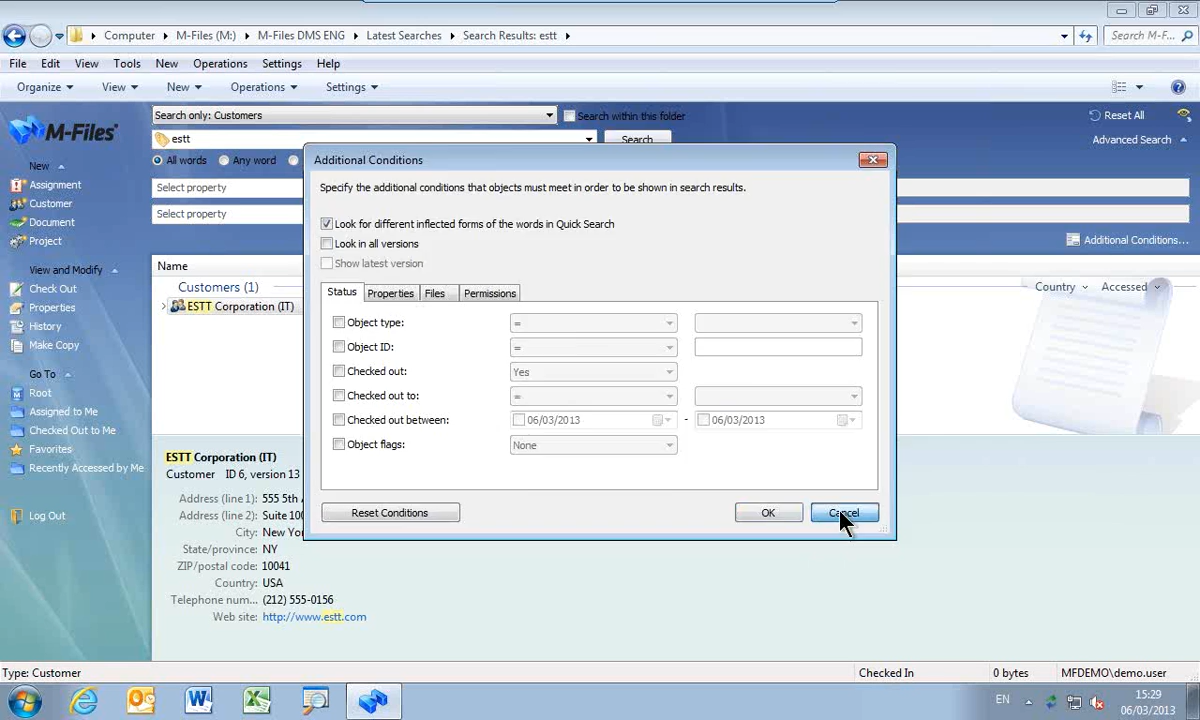 Computer
M-Files (M:)
M-Files DMS ENG
Latest Searches
Search Results: estt
Search M-F...
File Edit View Tools New Operations Settings Help
Organize View New Operations Settings
Search only: Customers
Search within this folder
Reset All
M-Files
estt
Search
Advanced Search
All words Any word
Select property
Select property
Additional Conditions...
New
Assignment
Customer
Document
Project
View and Modify
Check Out
Properties
History
Make Copy
Go To
Root
Assigned to Me
Checked Out to Me
Favorites
Recently Accessed by Me
Log Out
Name
Country
Accessed
Customers (1)
ESTT Corporation (IT)
Additional Conditions
Specify the additional conditions that objects must meet in order to be shown in search results.
Look for different inflected forms of the words in Quick Search
Look in all versions
Show latest version
Status Properties Files Permissions
Object type: =
Object ID: =
Checked out: Yes
Checked out to: =
Checked out between: 06/03/2013 - 06/03/2013
Object flags: None
Reset Conditions OK Cancel
ESTT Corporation (IT)
Customer ID 6, version 13
Address (line1): 555 5th
Address (line2): Suite 100
City: New Yo
State/province: NY
ZIP/postal code: 10041
Country: USA
Telephone num... (212) 555-0156
Web site: http://www.estt.com
Type: Customer
Checked In
0 bytes
MFDEMO\demo.user
EN
15:29
06/03/2013